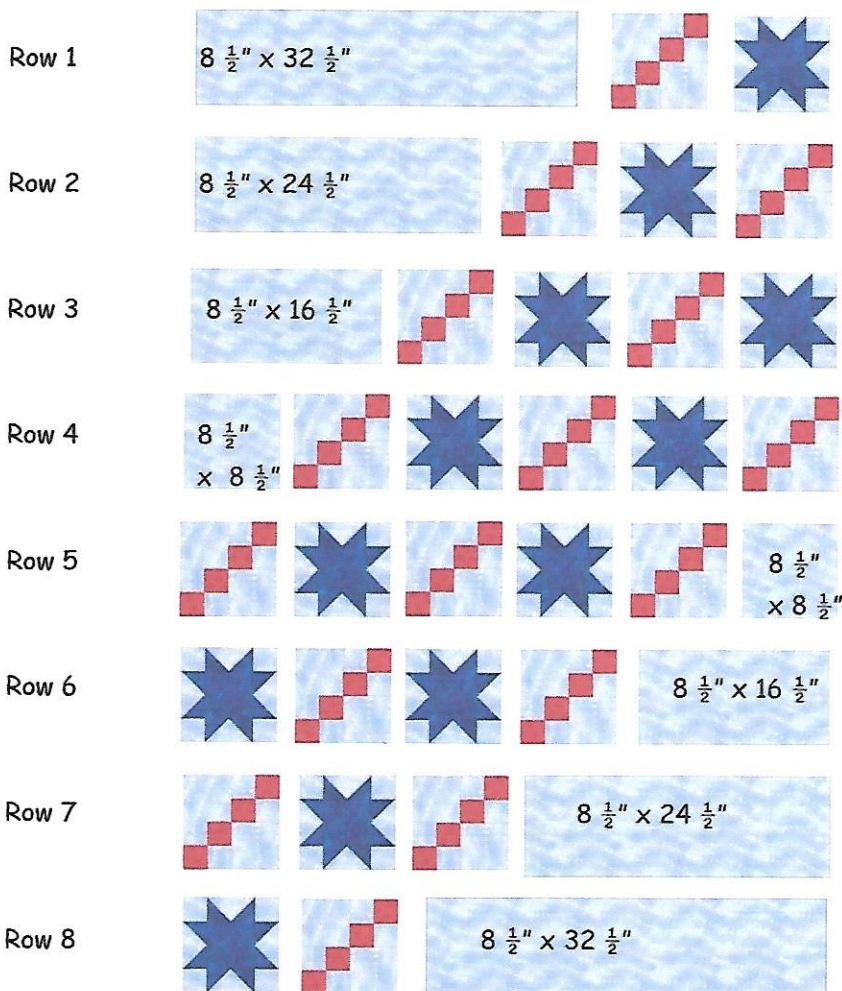 Row 1
8 ½" x 32 ½"
Row 2
8 ½" x 24 ½"
Row 3
8 ½" x 16 ½"
Row 4
8 ½"
x 8 ½"
Row 5
8 ½"
x 8 ½"
Row 6
8 ½" x 16 ½"
Row 7
8 ½" x 24 ½"
Row 8
8 ½" x 32 ½"